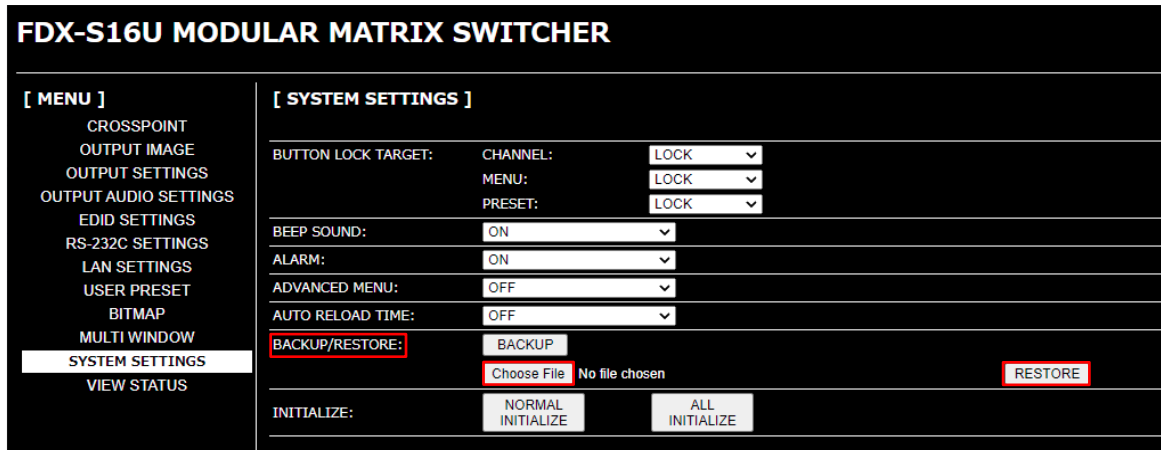 FDX-S16U MODULAR MATRIX SWITCHER
[ MENU ]
CROSSPOINT
OUTPUT IMAGE
OUTPUT SETTINGS
OUTPUT AUDIO SETTINGS
EDID SETTINGS
RS-232C SETTINGS
LAN SETTINGS
USER PRESET
BITMAP
MULTI WINDOW
SYSTEM SETTINGS
VIEW STATUS
[ SYSTEM SETTINGS ]
BUTTON LOCK TARGET: CHANNEL: LOCK
MENU: LOCK
PRESET: LOCK
BEEP SOUND: ON
ALARM: ON
ADVANCED MENU: OFF
AUTO RELOAD TIME: OFF
BACKUP/RESTORE: BACKUP
Choose File No file chosen RESTORE
INITIALIZE: NORMAL INITIALIZE ALL INITIALIZE